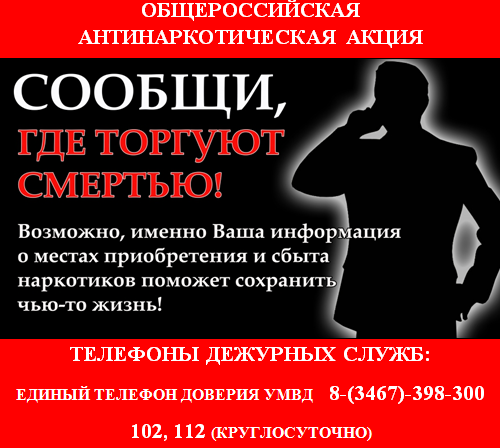 ОБЩЕРОССИЙСКАЯ
АНТИНАРКОТИЧЕСКАЯ АКЦИЯ
СООБЩИ,
ГДЕ ТОРГУЮТ
СМЕРТЬЮ!
Возможно, именно Ваша информация
о местах приобретения и сбыта
наркотиков поможет сохранить
чью-то жизнь!
ТЕЛЕФОНЫ ДЕЖУРНЫХ СЛУЖБ:
ЕДИНЫЙ ТЕЛЕФОН ДОВЕРИЯ УМВД 8-(3467)-398-300
102, 112 (КРУГЛОСУТОЧНО)